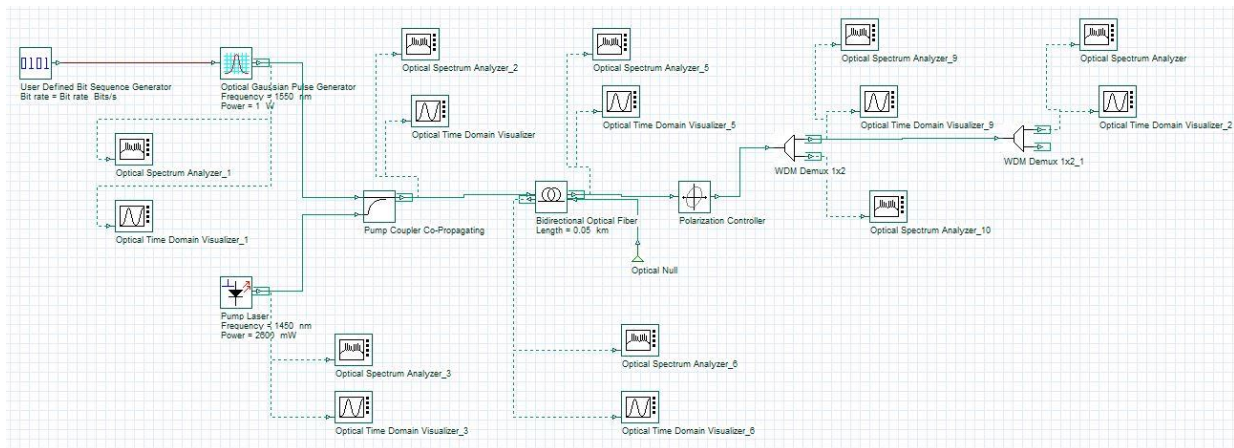 0101
User Defined Bit Sequence Generator
Bit rate = Bit rate Bits/s
Optical Gaussian Pulse Generator
Frequency = 1550 nm
Power = 1 W
Optical Spectrum Analyzer_2
Optical Time Domain Visualizer
Optical Spectrum Analyzer_5
Optical Time Domain Visualizer_5
Optical Spectrum Analyzer_9
Optical Time Domain Visualizer_9
Optical Spectrum Analyzer
Optical Time Domain Visualizer_2
Optical Spectrum Analyzer_1
Optical Time Domain Visualizer_1
WDM Demux 1x2
WDM Demux 1x2_1
Pump Coupler Co-Propagating
Bidirectional Optical Fiber
Length = 0.05 km
Polarization Controller
Optical Spectrum Analyzer_10
Optical Null
Pump Laser
Frequency = 1450 nm
Power = 2600 mW
Optical Spectrum Analyzer_3
Optical Spectrum Analyzer_6
Optical Time Domain Visualizer_3
Optical Time Domain Visualizer_6